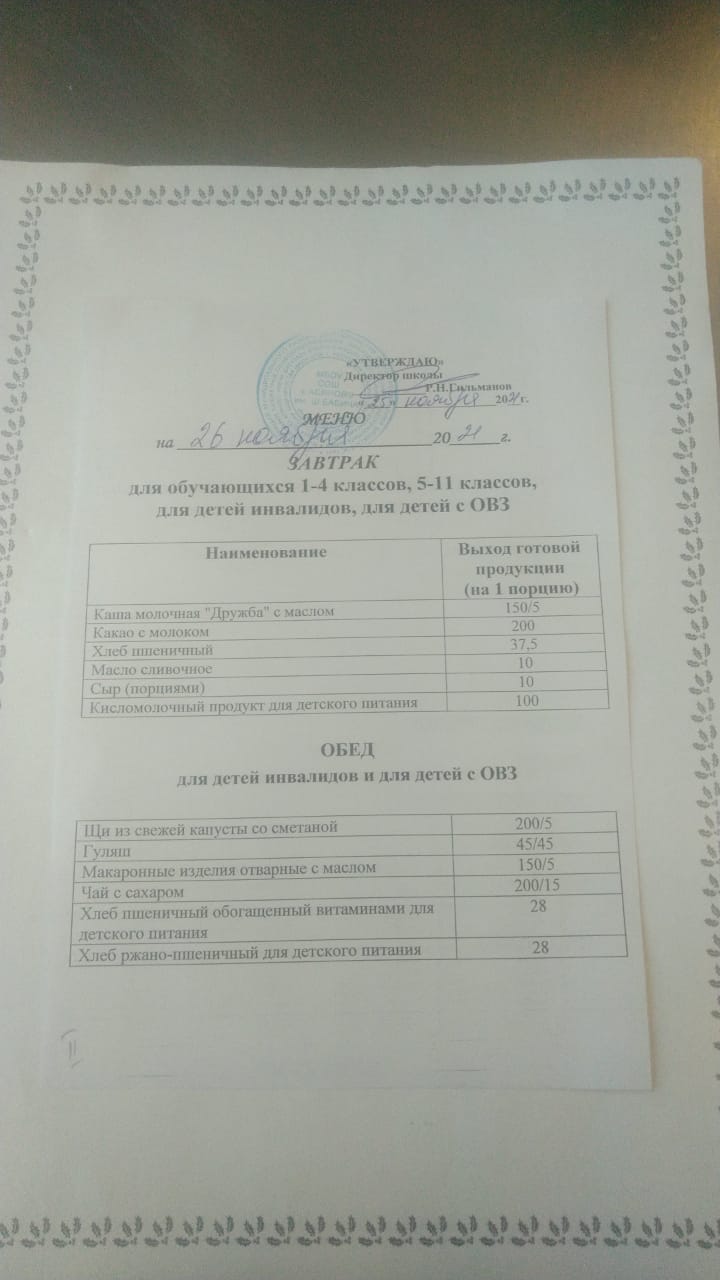 «УТВЕРЖДАЮ»
Директор школы
Р.Н.Гильманов
«25» ноября 2021г.
МБОУ
СОШ
МЕНЮ
на 26 ноября 2021г.
ЗАВТРАК
для обучающихся 1-4 классов, 5-11 классов,
для детей инвалидов, для детей с ОВЗ
Наименование Выход готовой
продукции
(на 1 порцию)
Каша молочная "Дружба" с маслом 150/5
Какао с молоком 200
Хлеб пшеничный 37,5
Масло сливочное 10
Сыр (порциями) 10
Кисломолочный продукт для детского питания 100
ОБЕД
для детей инвалидов и для детей с ОВЗ
Щи из свежей капусты со сметаной 200/5
Гуляш 45/45
Макаронные изделия отварные с маслом 150/5
Чай с сахаром 200/15
Хлеб пшеничный обогащенный витаминами для 28
детского питания
Хлеб ржано-пшеничный для детского питания 28
II